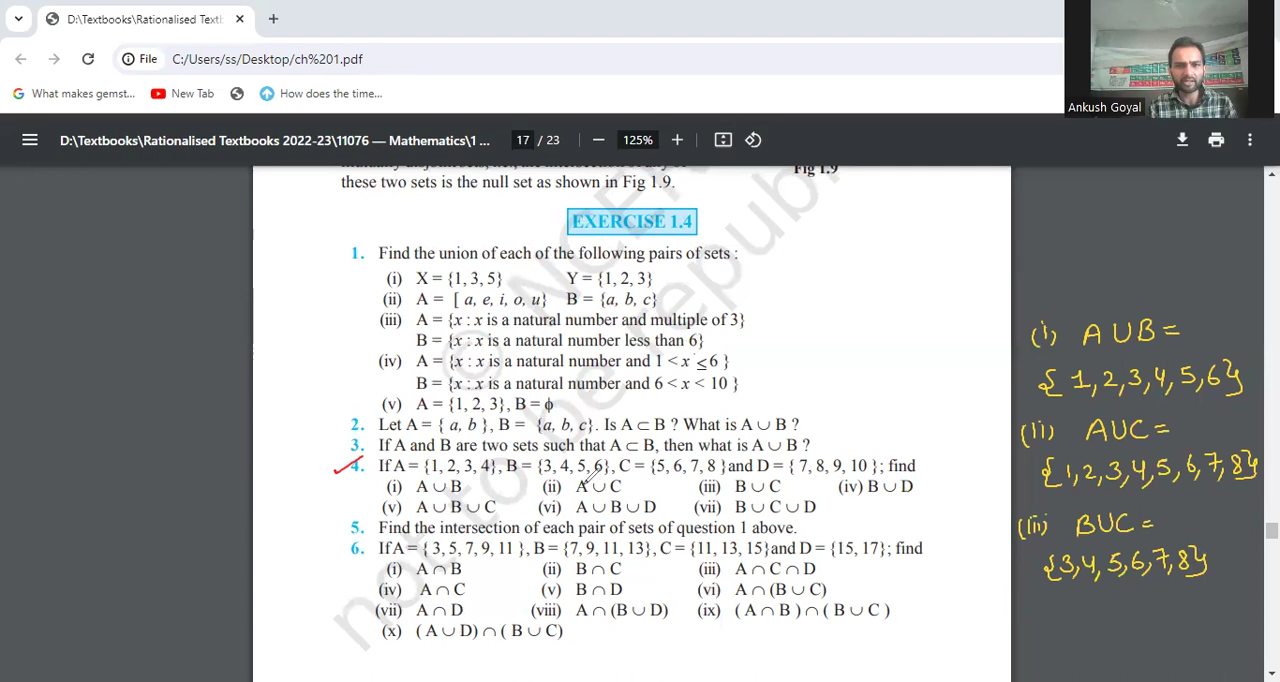 D:\Textbooks\Rationalised Textb
File C:/Users/ss/Desktop/ch%201.pdf
What makes gemst... New Tab How does the time...
Ankush Goyal
D:\Textbooks\Rationalised Textbooks 2022-23\11076 — Mathematics\1 ... 17 / 23 125%
these two sets is the null set as shown in Fig 1.9.
Fig 1.9
EXERCISE 1.4
1. Find the union of each of the following pairs of sets :
(i) X = {1, 3, 5} Y = {1, 2, 3}
(ii) A = [ a, e, i, o, u} B = {a, b, c}
(iii) A = {x : x is a natural number and multiple of 3}
B = {x : x is a natural number less than 6}
(iv) A = {x : x is a natural number and 1 < x ≤ 6 }
B = {x : x is a natural number and 6 < x < 10 }
(v) A = {1, 2, 3}, B = ϕ
2. Let A = { a, b }, B = {a, b, c}. Is A ⊂ B ? What is A ∪ B ?
3. If A and B are two sets such that A ⊂ B, then what is A ∪ B ?
4. If A = {1, 2, 3, 4}, B = {3, 4, 5, 6}, C = {5, 6, 7, 8 } and D = { 7, 8, 9, 10 }; find
(i) A ∪ B (ii) A ∪ C (iii) B ∪ C (iv) B ∪ D
(v) A ∪ B ∪ C (vi) A ∪ B ∪ D (vii) B ∪ C ∪ D
5. Find the intersection of each pair of sets of question 1 above.
6. If A = { 3, 5, 7, 9, 11 }, B = {7, 9, 11, 13}, C = {11, 13, 15} and D = {15, 17}; find
(i) A ∩ B (ii) B ∩ C (iii) A ∩ C ∩ D
(iv) A ∩ C (v) B ∩ D (vi) A ∩ (B ∪ C)
(vii) A ∩ D (viii) A ∩ (B ∪ D) (ix) ( A ∩ B ) ∩ ( B ∪ C )
(x) ( A ∪ D) ∩ ( B ∪ C)
© NCERT
not to be republ
(i) A ∪ B =
{ 1, 2, 3, 4, 5, 6}
(ii) A ∪ C =
{1, 2, 3, 4, 5, 6, 7, 8}
(iii) B ∪ C =
{3, 4, 5, 6, 7, 8}